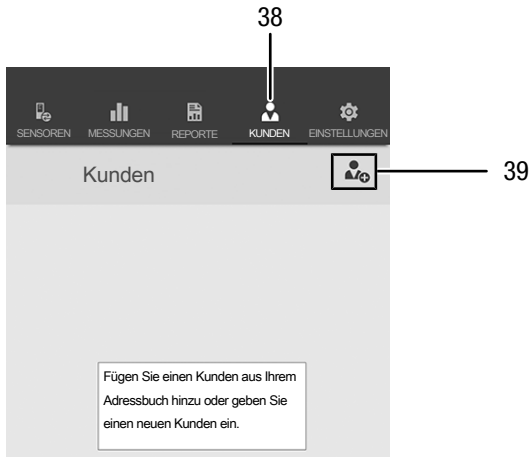 38
SENSOREN MESSUNGEN REPORTE KUNDEN EINSTELLUNGEN
Kunden
39
Fügen Sie einen Kunden aus Ihrem
Adressbuch hinzu oder geben Sie
einen neuen Kunden ein.